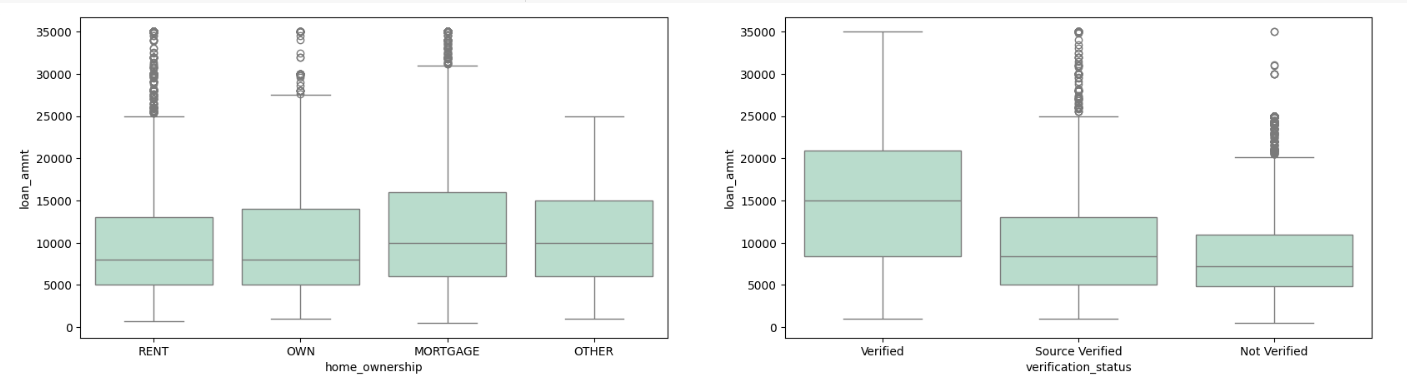 35000
30000
25000
20000
15000
10000
5000
0
loan_amnt
RENT OWN MORTGAGE OTHER
home_ownership
35000
30000
25000
20000
15000
10000
5000
0
loan_amnt
Verified Source Verified Not Verified
verification_status